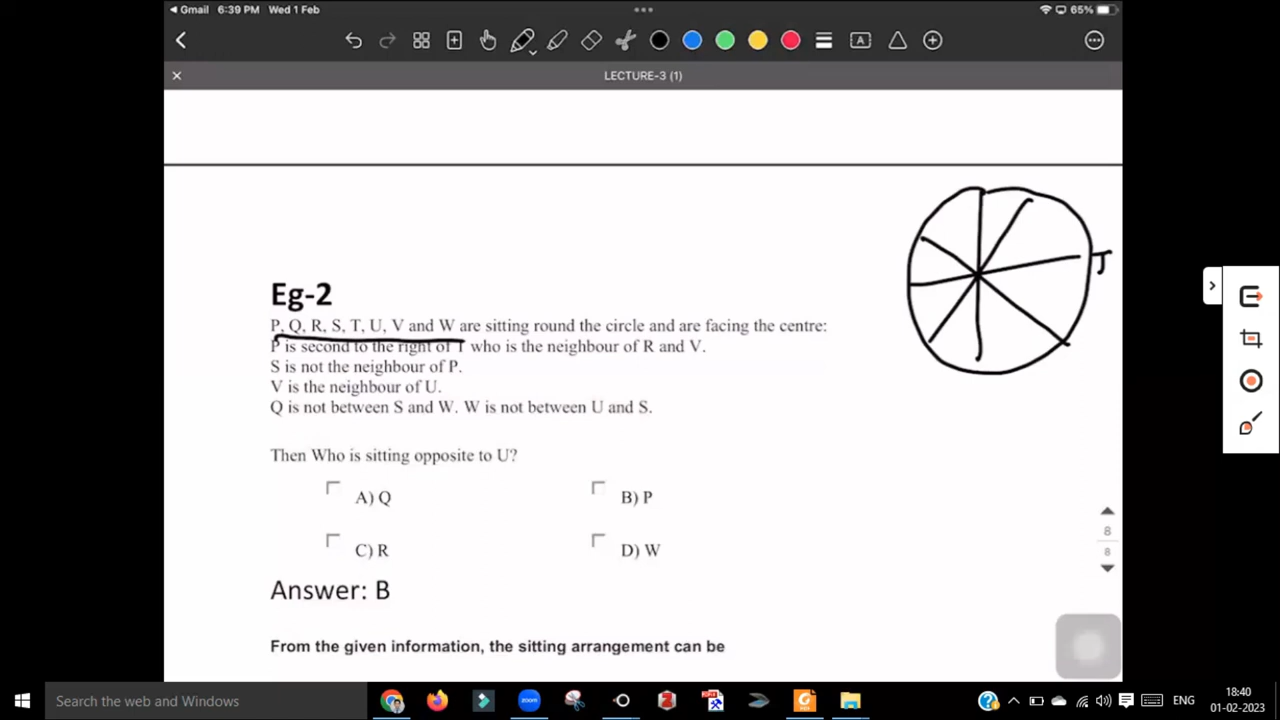 Gmail 6:39 PM Wed 1 Feb
65%
A
LECTURE-3 (1)
T
Eg-2
P, Q, R, S, T, U, V and W are sitting round the circle and are facing the centre:
P is second to the right of T who is the neighbour of R and V.
S is not the neighbour of P.
V is the neighbour of U.
Q is not between S and W. W is not between U and S.
Then Who is sitting opposite to U?
A) Q B) P
C) R D) W
8
8
Answer: B
From the given information, the sitting arrangement can be
Search the web and Windows
zoom
ENG
18:40
01-02-2023